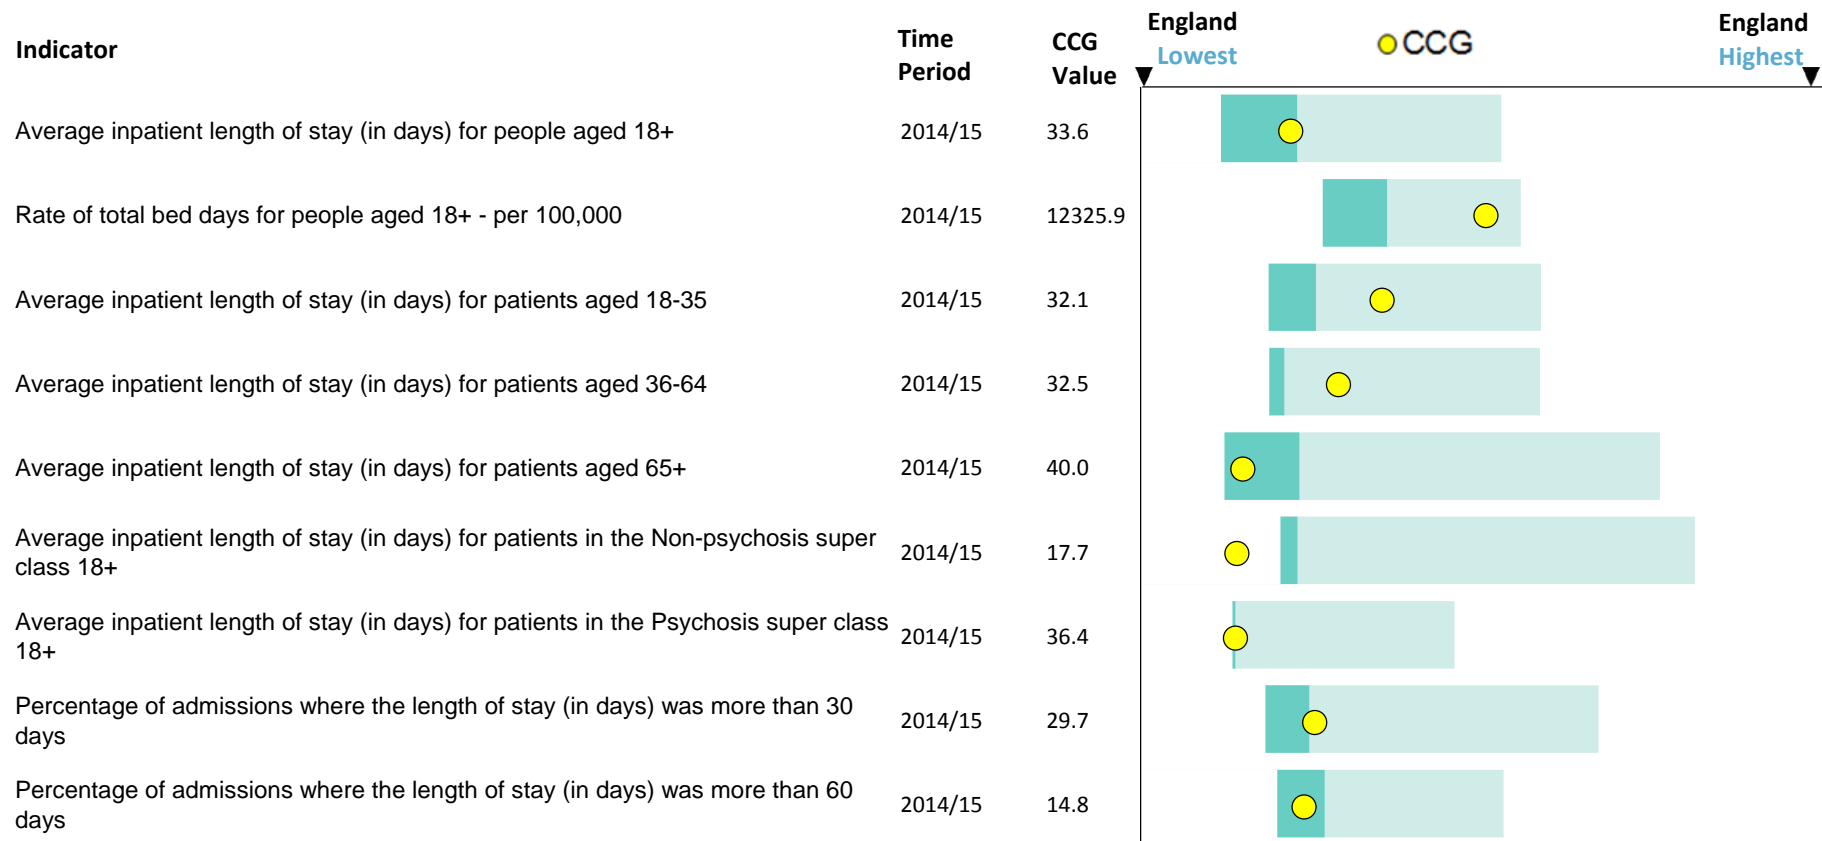 Indicator
Time
Period
CCG
Value
England
Lowest
CCG
England
Highest
Average inpatient length of stay (in days) for people aged 18+ 2014/15 33.6
Rate of total bed days for people aged 18+ - per 100,000 2014/15 12325.9
Average inpatient length of stay (in days) for patients aged 18-35 2014/15 32.1
Average inpatient length of stay (in days) for patients aged 36-64 2014/15 32.5
Average inpatient length of stay (in days) for patients aged 65+ 2014/15 40.0
Average inpatient length of stay (in days) for patients in the Non-psychosis super
class 18+
2014/15 17.7
Average inpatient length of stay (in days) for patients in the Psychosis super class
18+
2014/15 36.4
Percentage of admissions where the length of stay (in days) was more than 30
days
2014/15 29.7
Percentage of admissions where the length of stay (in days) was more than 60
days
2014/15 14.8